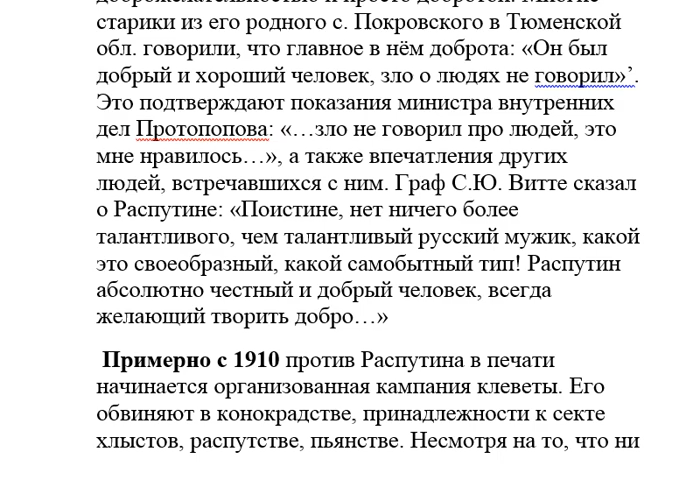 доброжелательностью и просто добротой. Многие
старики из его родного с. Покровского в Тюменской
обл. говорили, что главное в нём доброта: «Он был
добрый и хороший человек, зло о людях не говорил»’.
Это подтверждают показания министра внутренних
дел Протопопова: «…зло не говорил про людей, это
мне нравилось…», а также впечатления других
людей, встречавшихся с ним. Граф С.Ю. Витте сказал
о Распутине: «Поистине, нет ничего более
талантливого, чем талантливый русский мужик, какой
это своеобразный, какой самобытный тип! Распутин
абсолютно честный и добрый человек, всегда
желающий творить добро…»
Примерно с 1910 против Распутина в печати
начинается организованная кампания клеветы. Его
обвиняют в конокрадстве, принадлежности к секте
хлыстов, распутстве, пьянстве. Несмотря на то, что ни